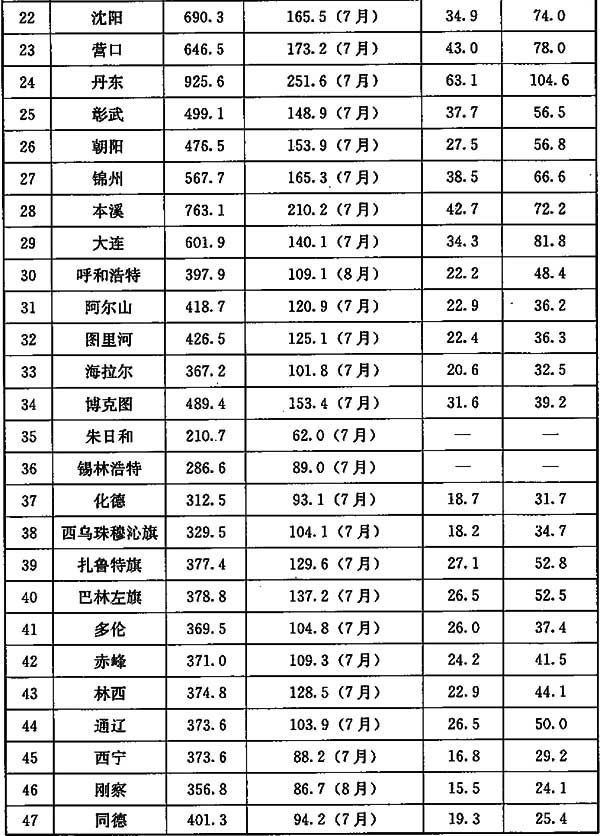 22 沈阳 690.3 165.5（7月） 34.9 74.0
23 营口 646.5 173.2（7月） 43.0 78.0
24 丹东 925.6 251.6（7月） 63.1 104.6
25 彰武 499.1 148.9（7月） 37.7 56.5
26 朝阳 476.5 153.9（7月） 27.5 56.8
27 锦州 567.7 165.3（7月） 38.5 66.6
28 本溪 763.1 210.2（7月） 42.7 72.2
29 大连 601.9 140.1（7月） 34.3 81.8
30 呼和浩特 397.9 109.1（8月） 22.2 48.4
31 阿尔山 418.7 120.9（7月） 22.9 36.2
32 图里河 426.5 125.1（7月） 22.4 36.3
33 海拉尔 367.2 101.8（7月） 20.6 32.5
34 博克图 489.4 153.4（7月） 31.6 39.2
35 朱日和 210.7 62.0（7月） — —
36 锡林浩特 286.6 89.0（7月） — —
37 化德 312.5 93.1（7月） 18.7 31.7
38 西乌珠穆沁旗 329.5 104.1（7月） 18.2 34.7
39 扎鲁特旗 377.4 129.6（7月） 27.1 52.8
40 巴林左旗 378.8 137.2（7月） 26.5 52.5
41 多伦 369.5 104.8（7月） 26.0 37.4
42 赤峰 371.0 109.3（7月） 24.2 41.5
43 林西 374.8 128.5（7月） 22.9 44.1
44 通辽 373.6 103.9（7月） 26.5 50.0
45 西宁 373.6 88.2（7月） 16.8 29.2
46 刚察 356.8 86.7（8月） 15.5 24.1
47 同德 401.3 94.2（7月） 19.3 25.4